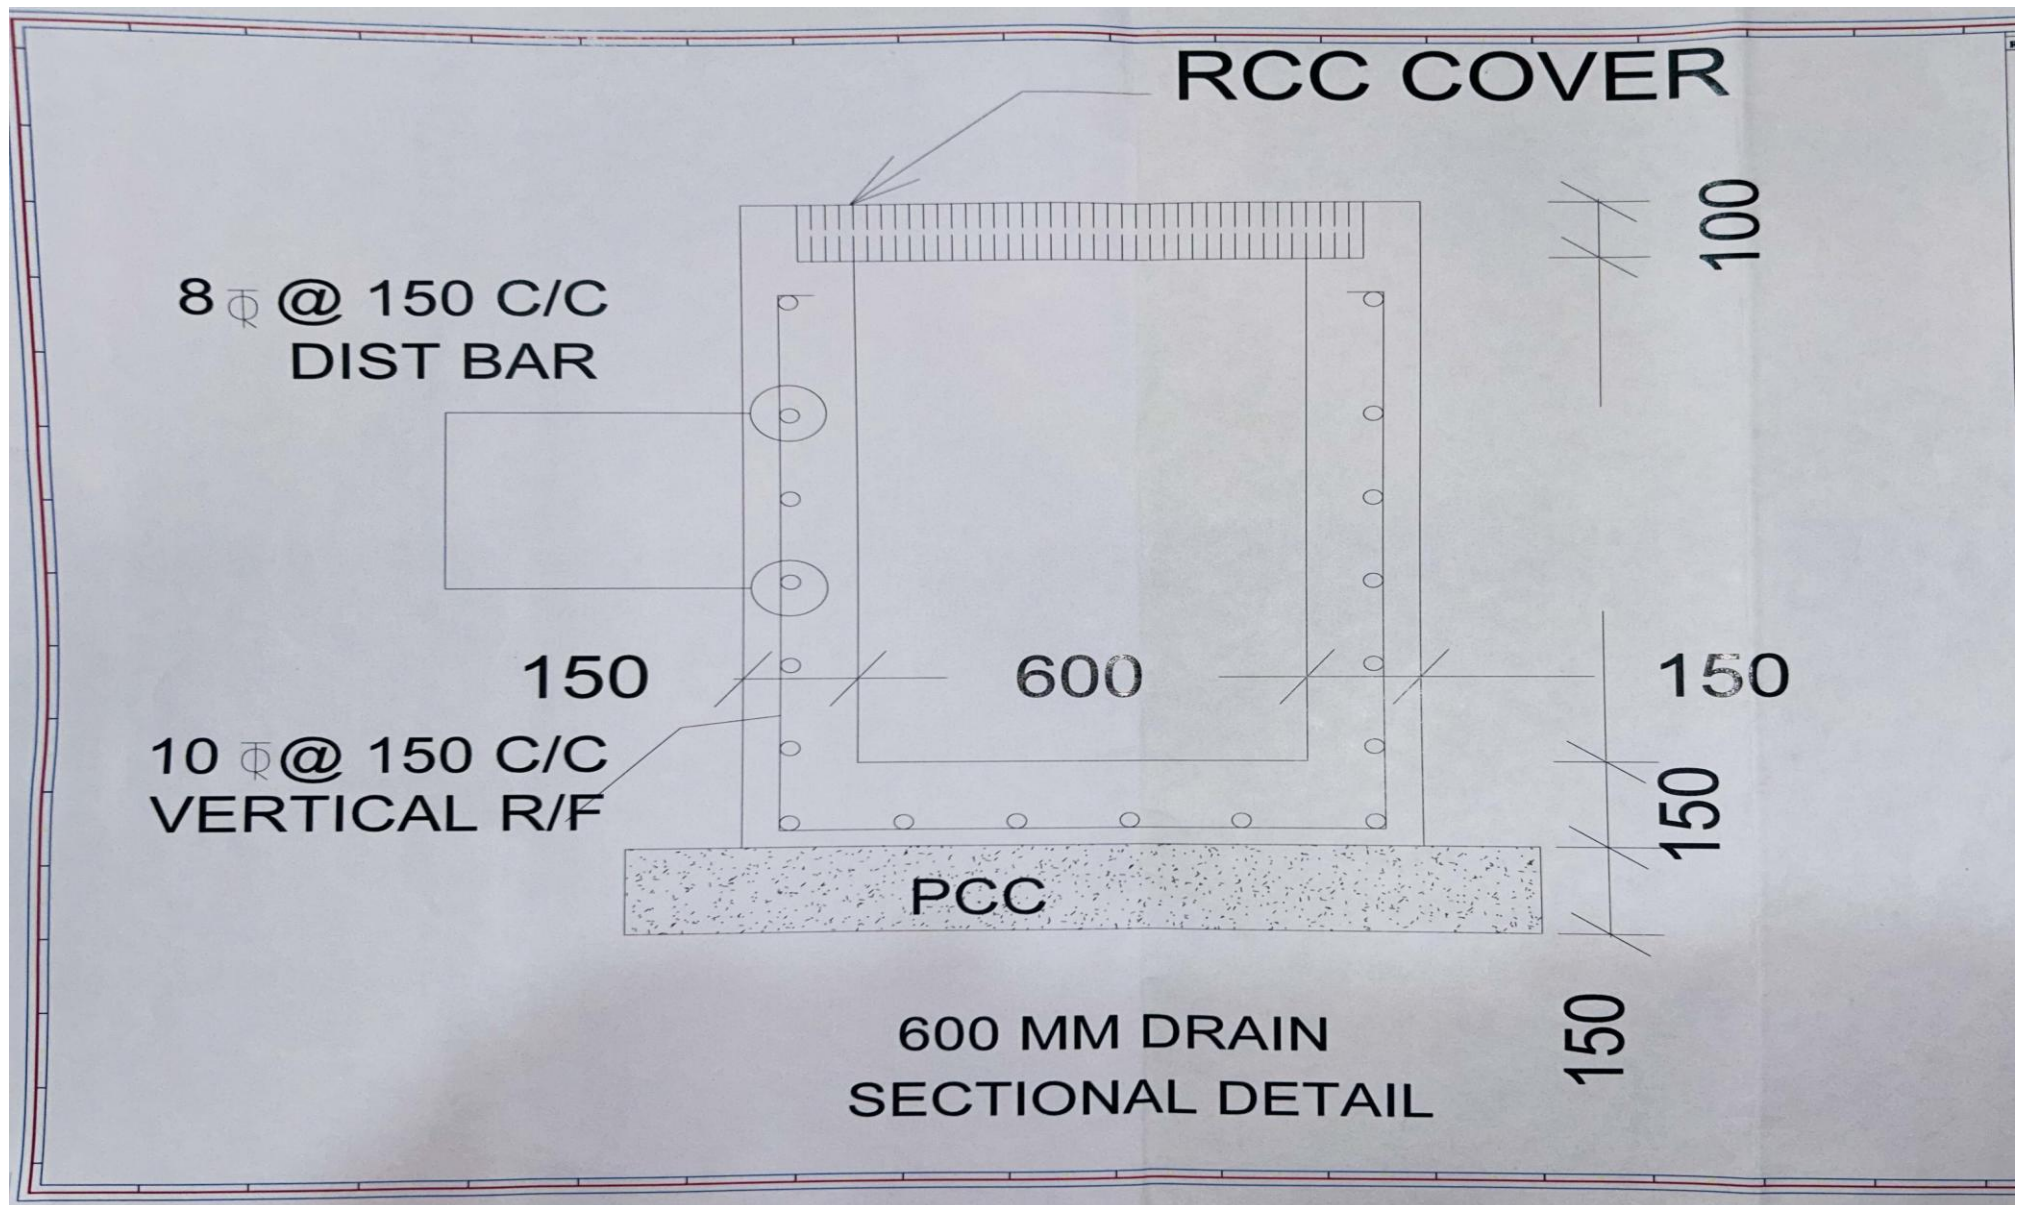 RCC COVER
100
8 @ 150 C/C
DIST BAR
150
600
150
10 @ 150 C/C
VERTICAL R/F
150
PCC
150
600 MM DRAIN
SECTIONAL DETAIL